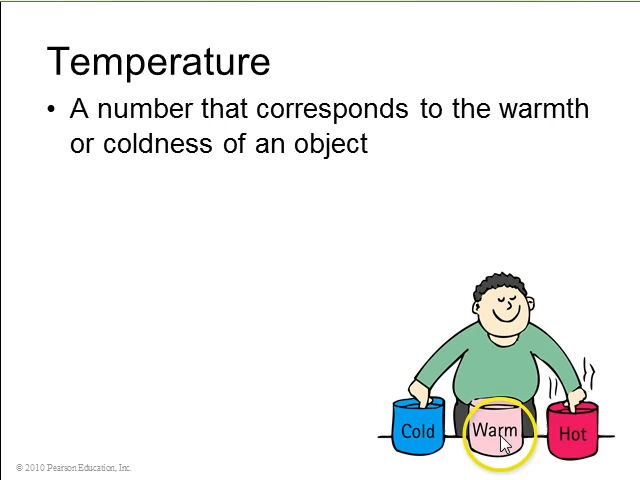 Temperature
• A number that corresponds to the warmth
or coldness of an object
Cold
Warm
Hot
© 2010 Pearson Education, Inc.